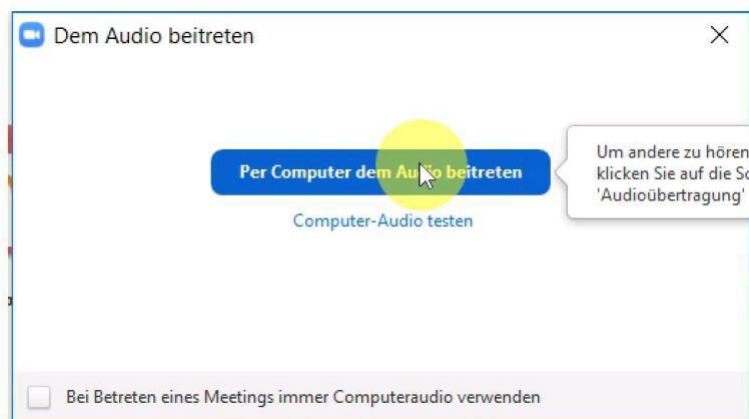 Dem Audio beitreten
Per Computer dem Audio beitreten
Um andere zu hören
klicken Sie auf die
'Audioübertragung'
Computer-Audio testen
Bei Betreten eines Meetings immer Computeraudio verwenden